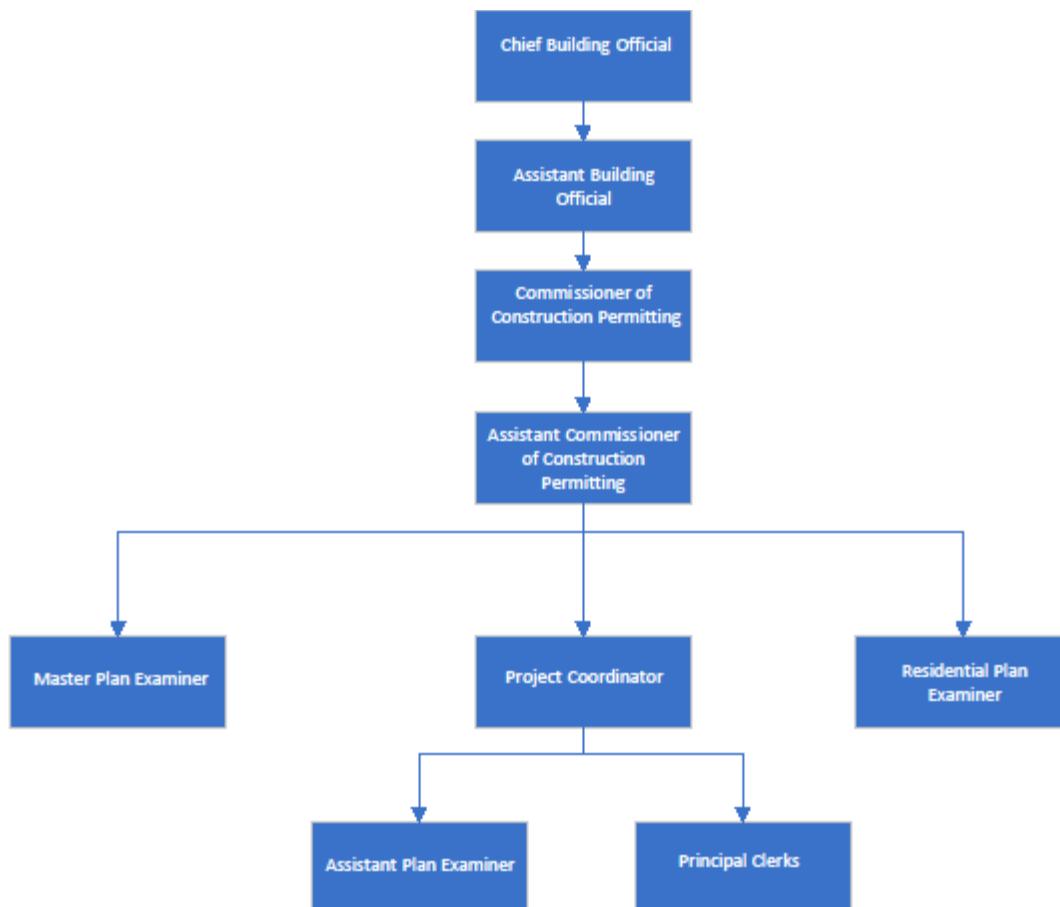 Chief Building Official
Assistant Building
Official
Commissioner of
Construction Permitting
Assistant Commissioner
of Construction
Permitting
Master Plan Examiner
Project Coordinator
Residential Plan
Examiner
Assistant Plan Examiner
Principal Clerks